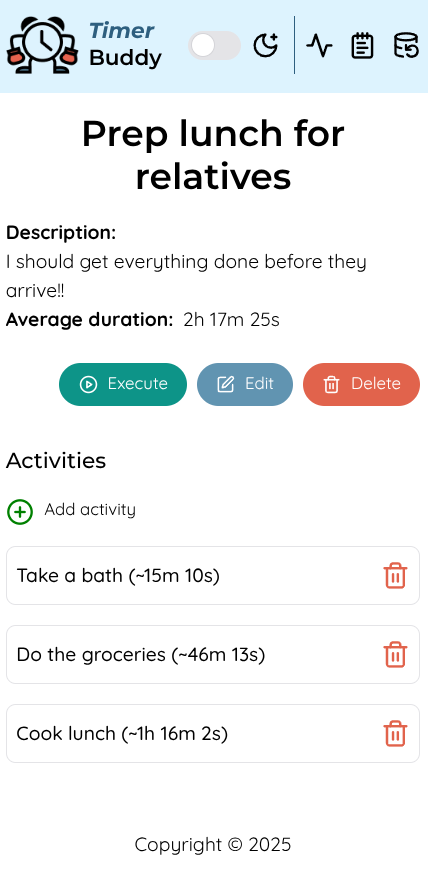 Timer
Buddy
Prep lunch for
relatives
Description:
I should get everything done before they
arrive!!
Average duration: 2h 17m 25s
Execute
Edit
Delete
Activities
Add activity
Take a bath (~15m 10s)
Do the groceries (~46m 13s)
Cook lunch (~1h 16m 2s)
Copyright © 2025